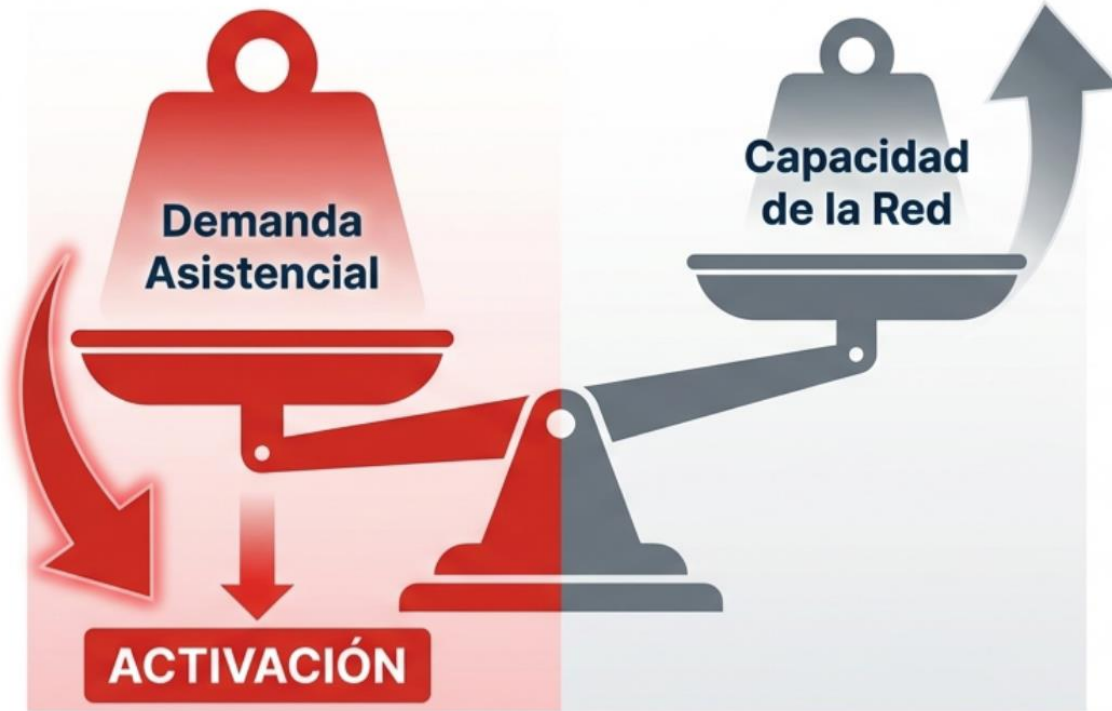 Demanda
Asistencial
Capacidad
de la Red
ACTIVACIÓN